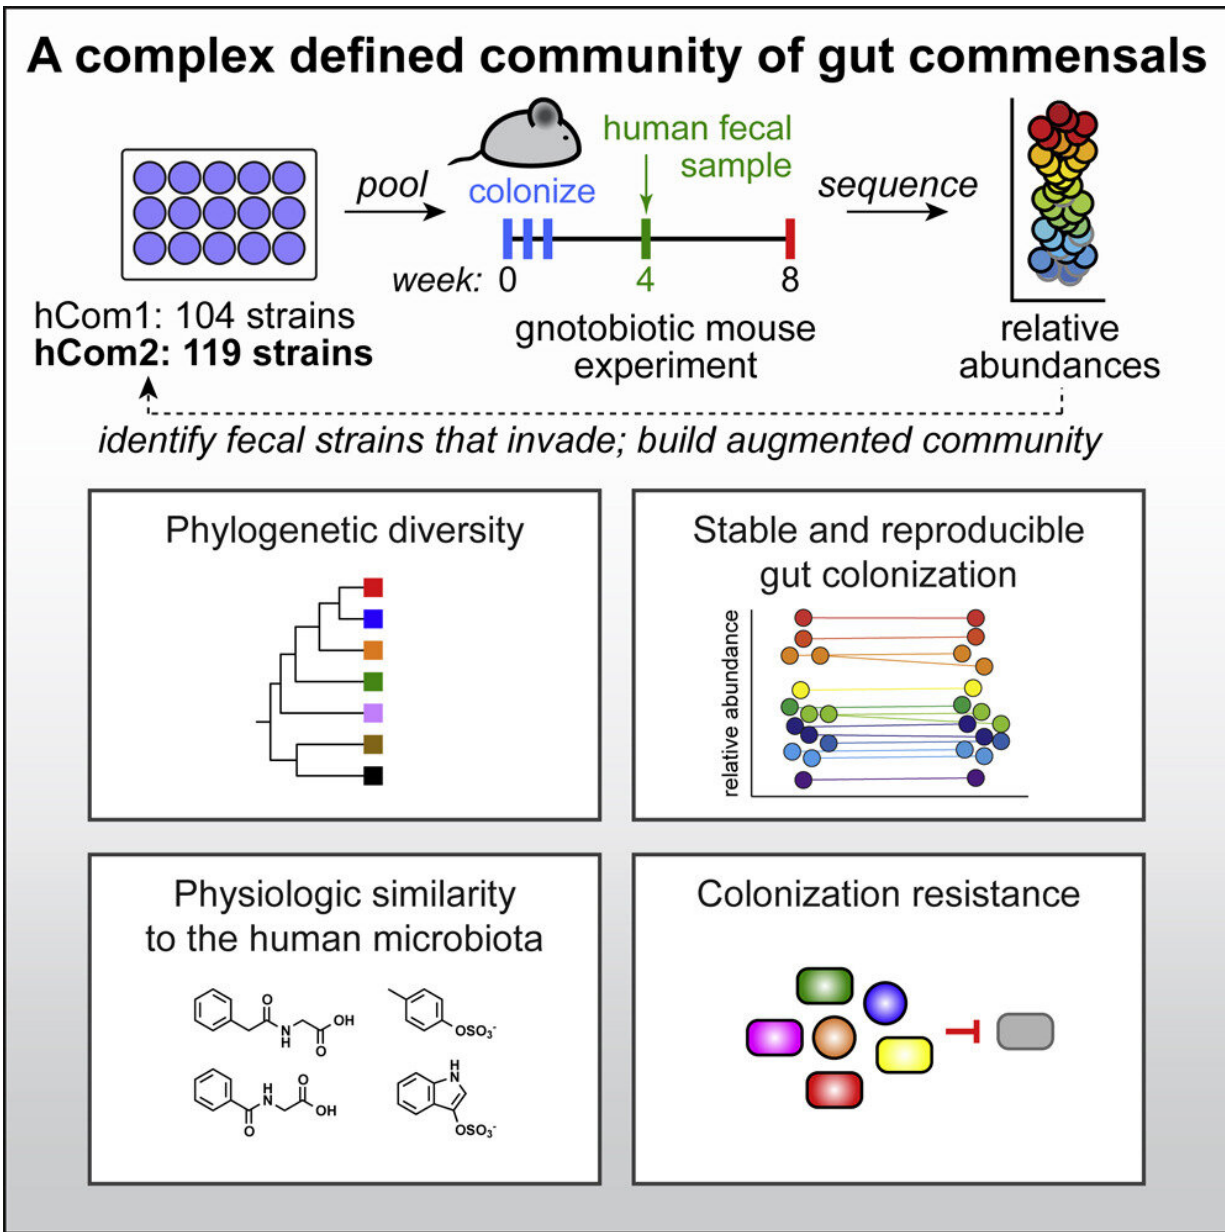 A complex defined community of gut commensals
human fecal
sample
pool
colonize
sequence
week: 0 4 8
hCom1: 104 strains
hCom2: 119 strains
gnotobiotic mouse
experiment
relative
abundances
identify fecal strains that invade; build augmented community
Phylogenetic diversity
Stable and reproducible
gut colonization
relative abundance
Physiologic similarity
to the human microbiota
O
N
H
O
OH
OSO₃⁻
O
H
N
O
OH
H
N
OSO₃⁻
Colonization resistance